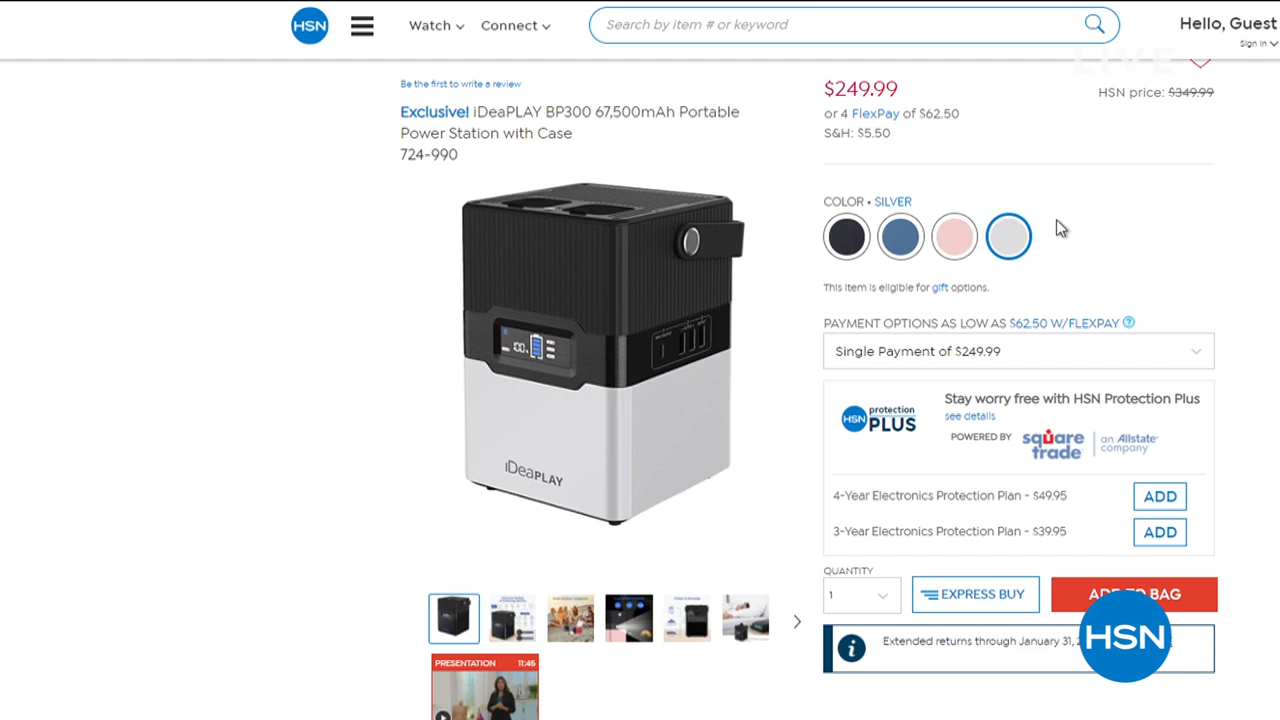 HSN
Watch
Connect
Search by item # or keyword
Hello, Guest
Sign In
LIVE
Be the first to write a review
Exclusive! iDeaPLAY BP300 67,500mAh Portable
Power Station with Case
724-990
$249.99
HSN price: $349.99
or 4 FlexPay of $62.50
S&H: $5.50
COLOR • SILVER
This item is eligible for gift options.
PAYMENT OPTIONS AS LOW AS $62.50 W/FLEXPAY ?
Single Payment of $249.99
HSN protection PLUS
Stay worry free with HSN Protection Plus
see details
POWERED BY
square trade
an Allstate company
4-Year Electronics Protection Plan - $49.95
ADD
3-Year Electronics Protection Plan - $39.95
ADD
100%
iDeaPLAY
QUANTITY
1
EXPRESS BUY
ADD TO BAG
Extended returns through January 31,
HSN
PRESENTATION 11:46